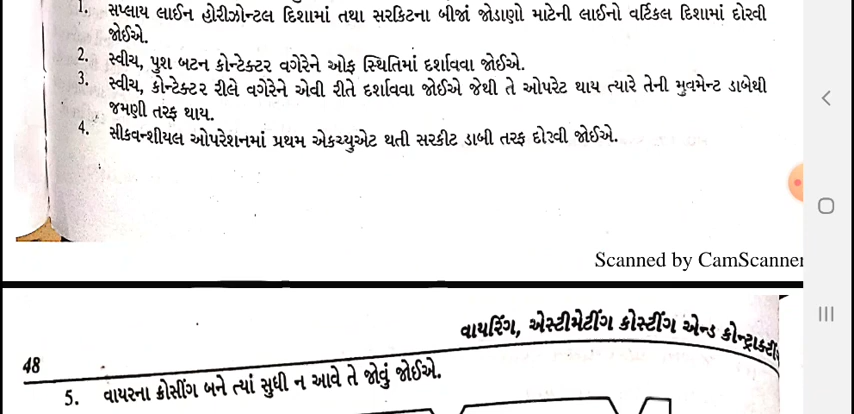 1. સપ્લાય લાઈન હોરીઝોન્ટલ દિશામાં તથા સરકિટના બીજાં જોડાણો માટેની લાઈનો વર્ટિકલ દિશામાં દોરવી
જોઈએ.
2. સ્વીચ, પુશ બટન કોન્ટેક્ટર વગેરેને ઓફ સ્થિતિમાં દર્શાવવા જોઈએ.
3. સ્વીચ, કોન્ટેક્ટર રીલે વગેરેને એવી રીતે દર્શાવવા જોઈએ જેથી તે ઓપરેટ થાય ત્યારે તેની મુવમેન્ટ ડાબેથી
જમણી તરફ થાય.
4. સીકવન્શીયલ ઓપરેશનમાં પ્રથમ એકચ્યુએટ થતી સરકીટ ડાબી તરફ દોરવી જોઈએ.
Scanned by CamScanner
વાયરિંગ, એસ્ટીમેટીંગ કોસ્ટીંગ એન્ડ કોન્ટ્રાક્ટીં
48
5. વાયરના ક્રોસીંગ બને ત્યાં સુધી ન આવે તે જોવું જોઈએ.